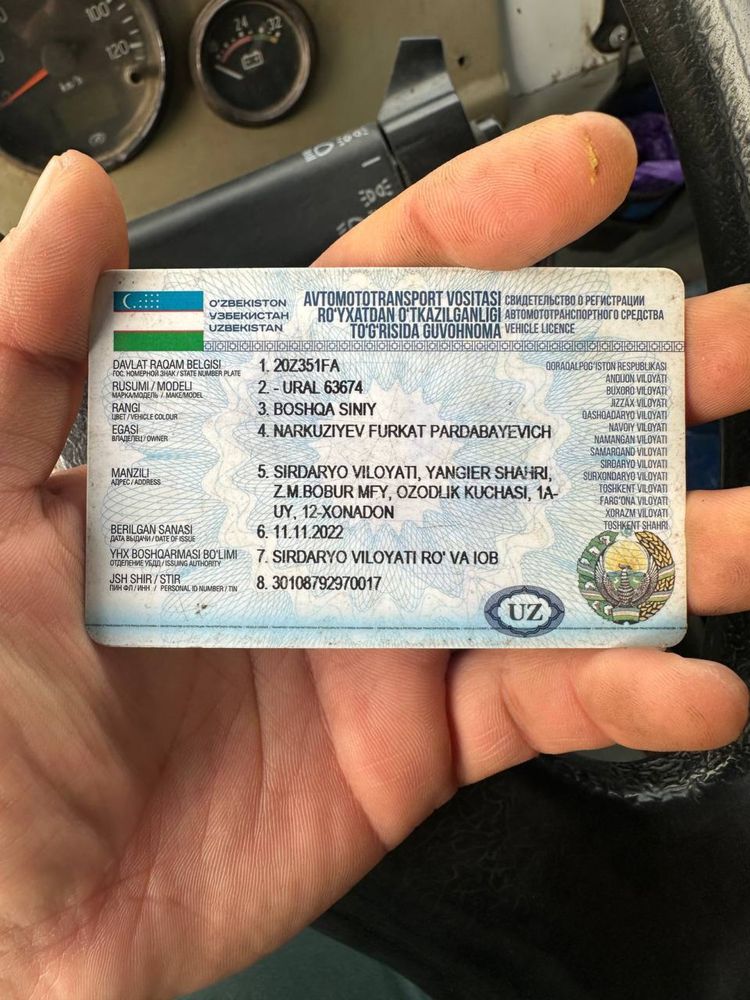 100
120
km/h
24
32
O'ZBEKISTON
УЗБЕКИСТАН
UZBEKISTAN
AVTOMOTOTRANSPORT VOSITASI
RO'YXATDAN O'TKAZILGANLIGI
TO'G'RISIDA GUVOHNOMA
СВИДЕТЕЛЬСТВО О РЕГИСТРАЦИИ
АВТОМОТОТРАНСПОРТНОГО СРЕДСТВА
VEHICLE LICENCE
DAVLAT RAQAM BELGISI
ГОС. НОМЕРНОЙ ЗНАК / STATE NUMBER PLATE
1. 20Z351FA
RUSUMI / MODELI
МАРКА/МОДЕЛЬ / MAKE/MODEL
2. - URAL 63674
RANGI
ЦВЕТ / VEHICLE COLOUR
3. BOSHQA SINIY
EGASI
ВЛАДЕЛЕЦ / OWNER
4. NARKUZIYEV FURKAT PARDABAYEVICH
MANZILI
АДРЕС / ADDRESS
5. SIRDARYO VILOYATI, YANGIER SHAHRI,
Z.M.BOBUR MFY, OZODLIK KUCHASI, 1A-
UY, 12-XONADON
BERILGAN SANASI
ДАТА ВЫДАЧИ / DATE OF ISSUE
6. 11.11.2022
YHX BOSHQARMASI BO'LIMI
ОТДЕЛЕНИЕ УБДД / ISSUING AUTHORITY
7. SIRDARYO VILOYATI RO' VA IOB
JSH SHIR / STIR
ПИН ФЛ / ИНН / PERSONAL ID NUMBER / TIN
8. 30108792970017
QORAQALPOG'ISTON RESPUBLIKASI
ANDIJON VILOYATI
BUXORO VILOYATI
JIZZAX VILOYATI
QASHQADARYO VILOYATI
NAVOIY VILOYATI
NAMANGAN VILOYATI
SAMARQAND VILOYATI
SIRDARYO VILOYATI
SURXONDARYO VILOYATI
TOSHKENT VILOYATI
FARG'ONA VILOYATI
XORAZM VILOYATI
TOSHKENT SHAHRI
UZ